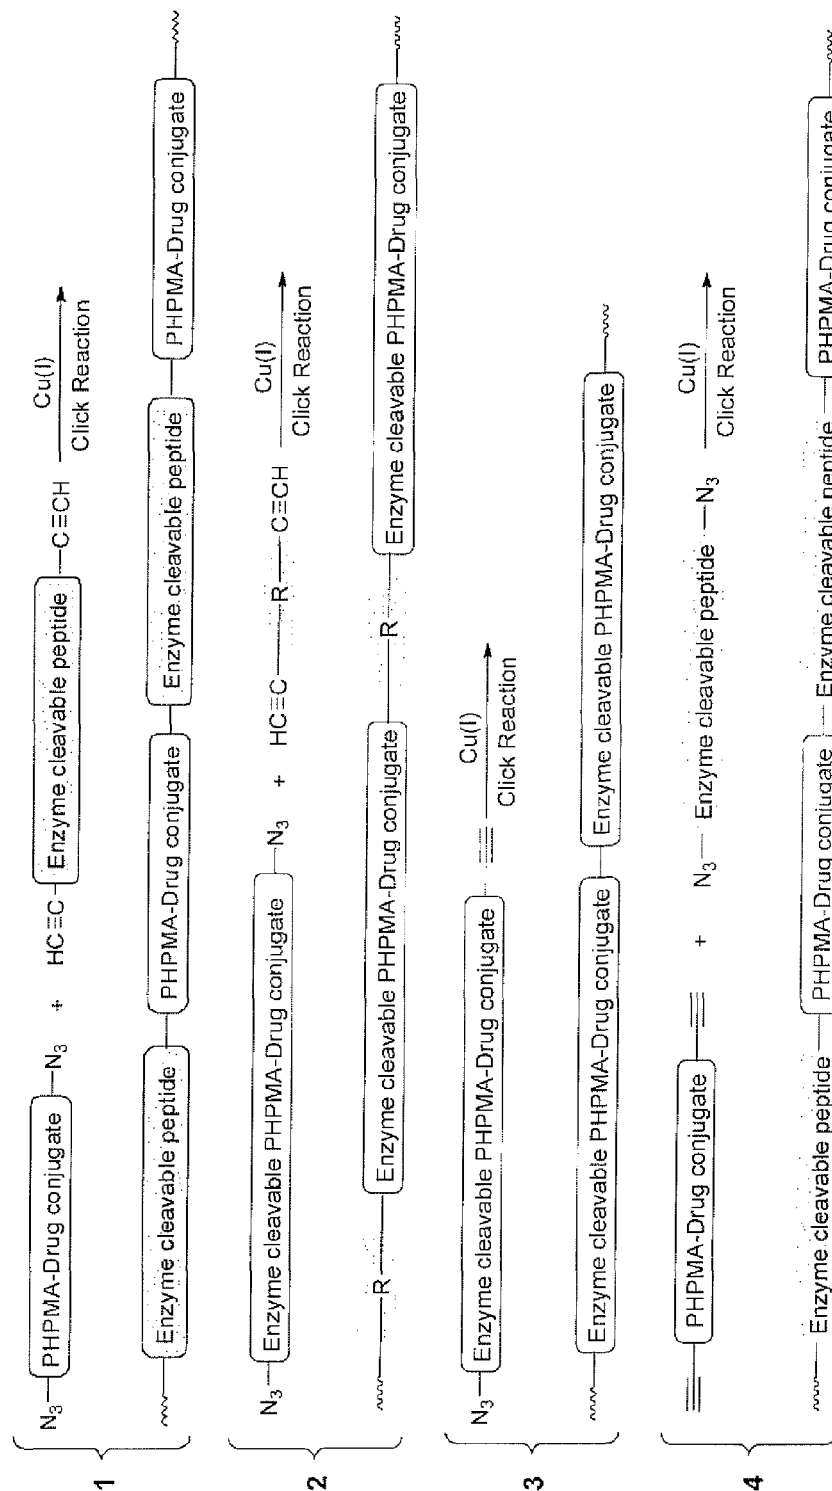 1
N₃ PHPMA-Drug conjugate N₃ + HC≡C Enzyme cleavable peptide C≡CH Cu(I)
Click Reaction
Enzyme cleavable peptide PHPMA-Drug conjugate Enzyme cleavable peptide PHPMA-Drug conjugate
2
N₃ Enzyme cleavable PHPMA-Drug conjugate N₃ + HC≡C R C≡CH Cu(I)
Click Reaction
R Enzyme cleavable PHPMA-Drug conjugate R Enzyme cleavable PHPMA-Drug conjugate
3
N₃ Enzyme cleavable PHPMA-Drug conjugate Cu(I)
Click Reaction
Enzyme cleavable PHPMA-Drug conjugate Enzyme cleavable PHPMA-Drug conjugate
4
PHPMA-Drug conjugate + N₃ Enzyme cleavable peptide N₃ Cu(I)
Click Reaction
Enzyme cleavable peptide PHPMA-Drug conjugate Enzyme cleavable peptide PHPMA-Drug conjugate